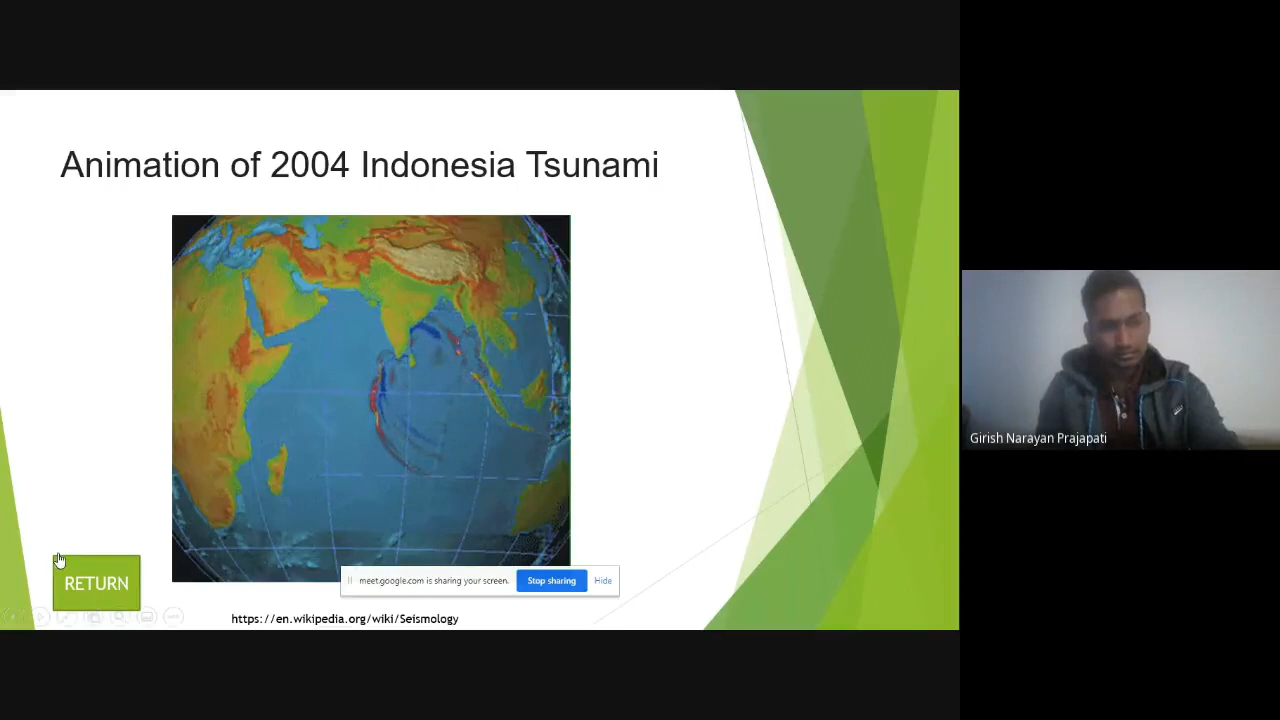 Animation of 2004 Indonesia Tsunami
RETURN
meet.google.com is sharing your screen.
Stop sharing
Hide
https://en.wikipedia.org/wiki/Seismology
Girish Narayan Prajapati